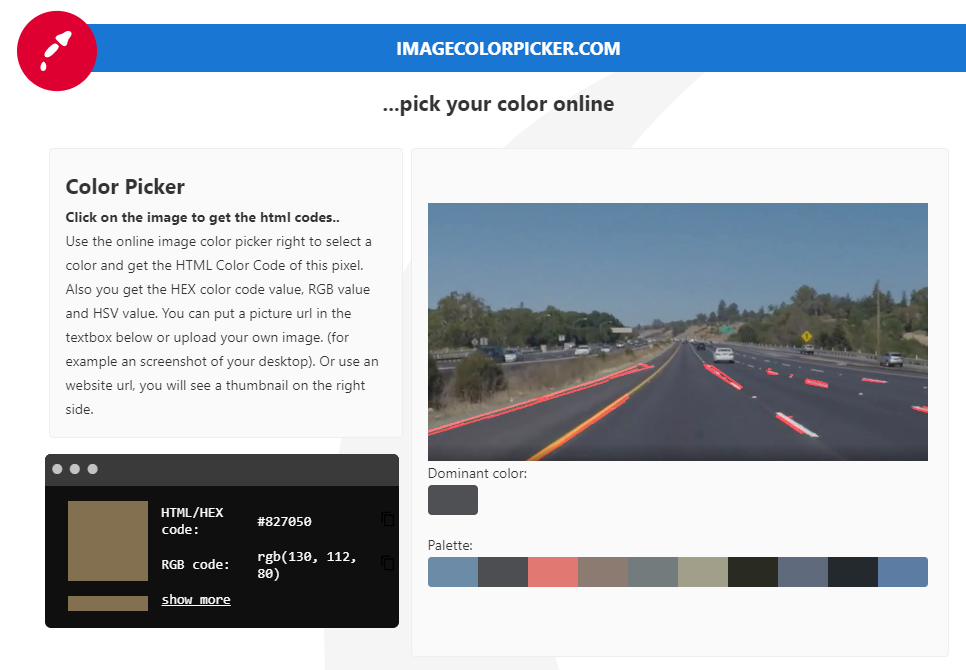 IMAGECOLORPICKER.COM
...pick your color online
Color Picker
Click on the image to get the html codes..
Use the online image color picker right to select a
color and get the HTML Color Code of this pixel.
Also you get the HEX color code value, RGB value
and HSV value. You can put a picture url in the
textbox below or upload your own image. (for
example an screenshot of your desktop). Or use an
website url, you will see a thumbnail on the right
side.
HTML/HEX
code:
#827050
RGB code:
rgb(130, 112,
80)
show more
Dominant color:
Palette: